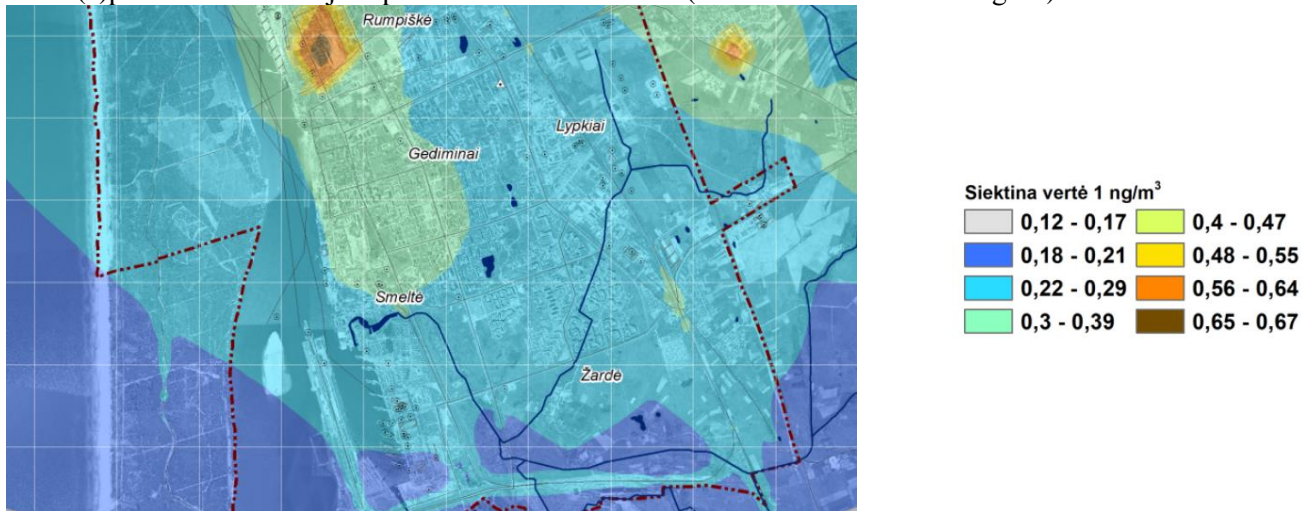 Rumpiškė
Lypkiai
Gediminai
Smeltė
Žardė
Siektina vertė 1 ng/m³
0,12 - 0,17 0,4 - 0,47
0,18 - 0,21 0,48 - 0,55
0,22 - 0,29 0,56 - 0,64
0,3 - 0,39 0,65 - 0,67